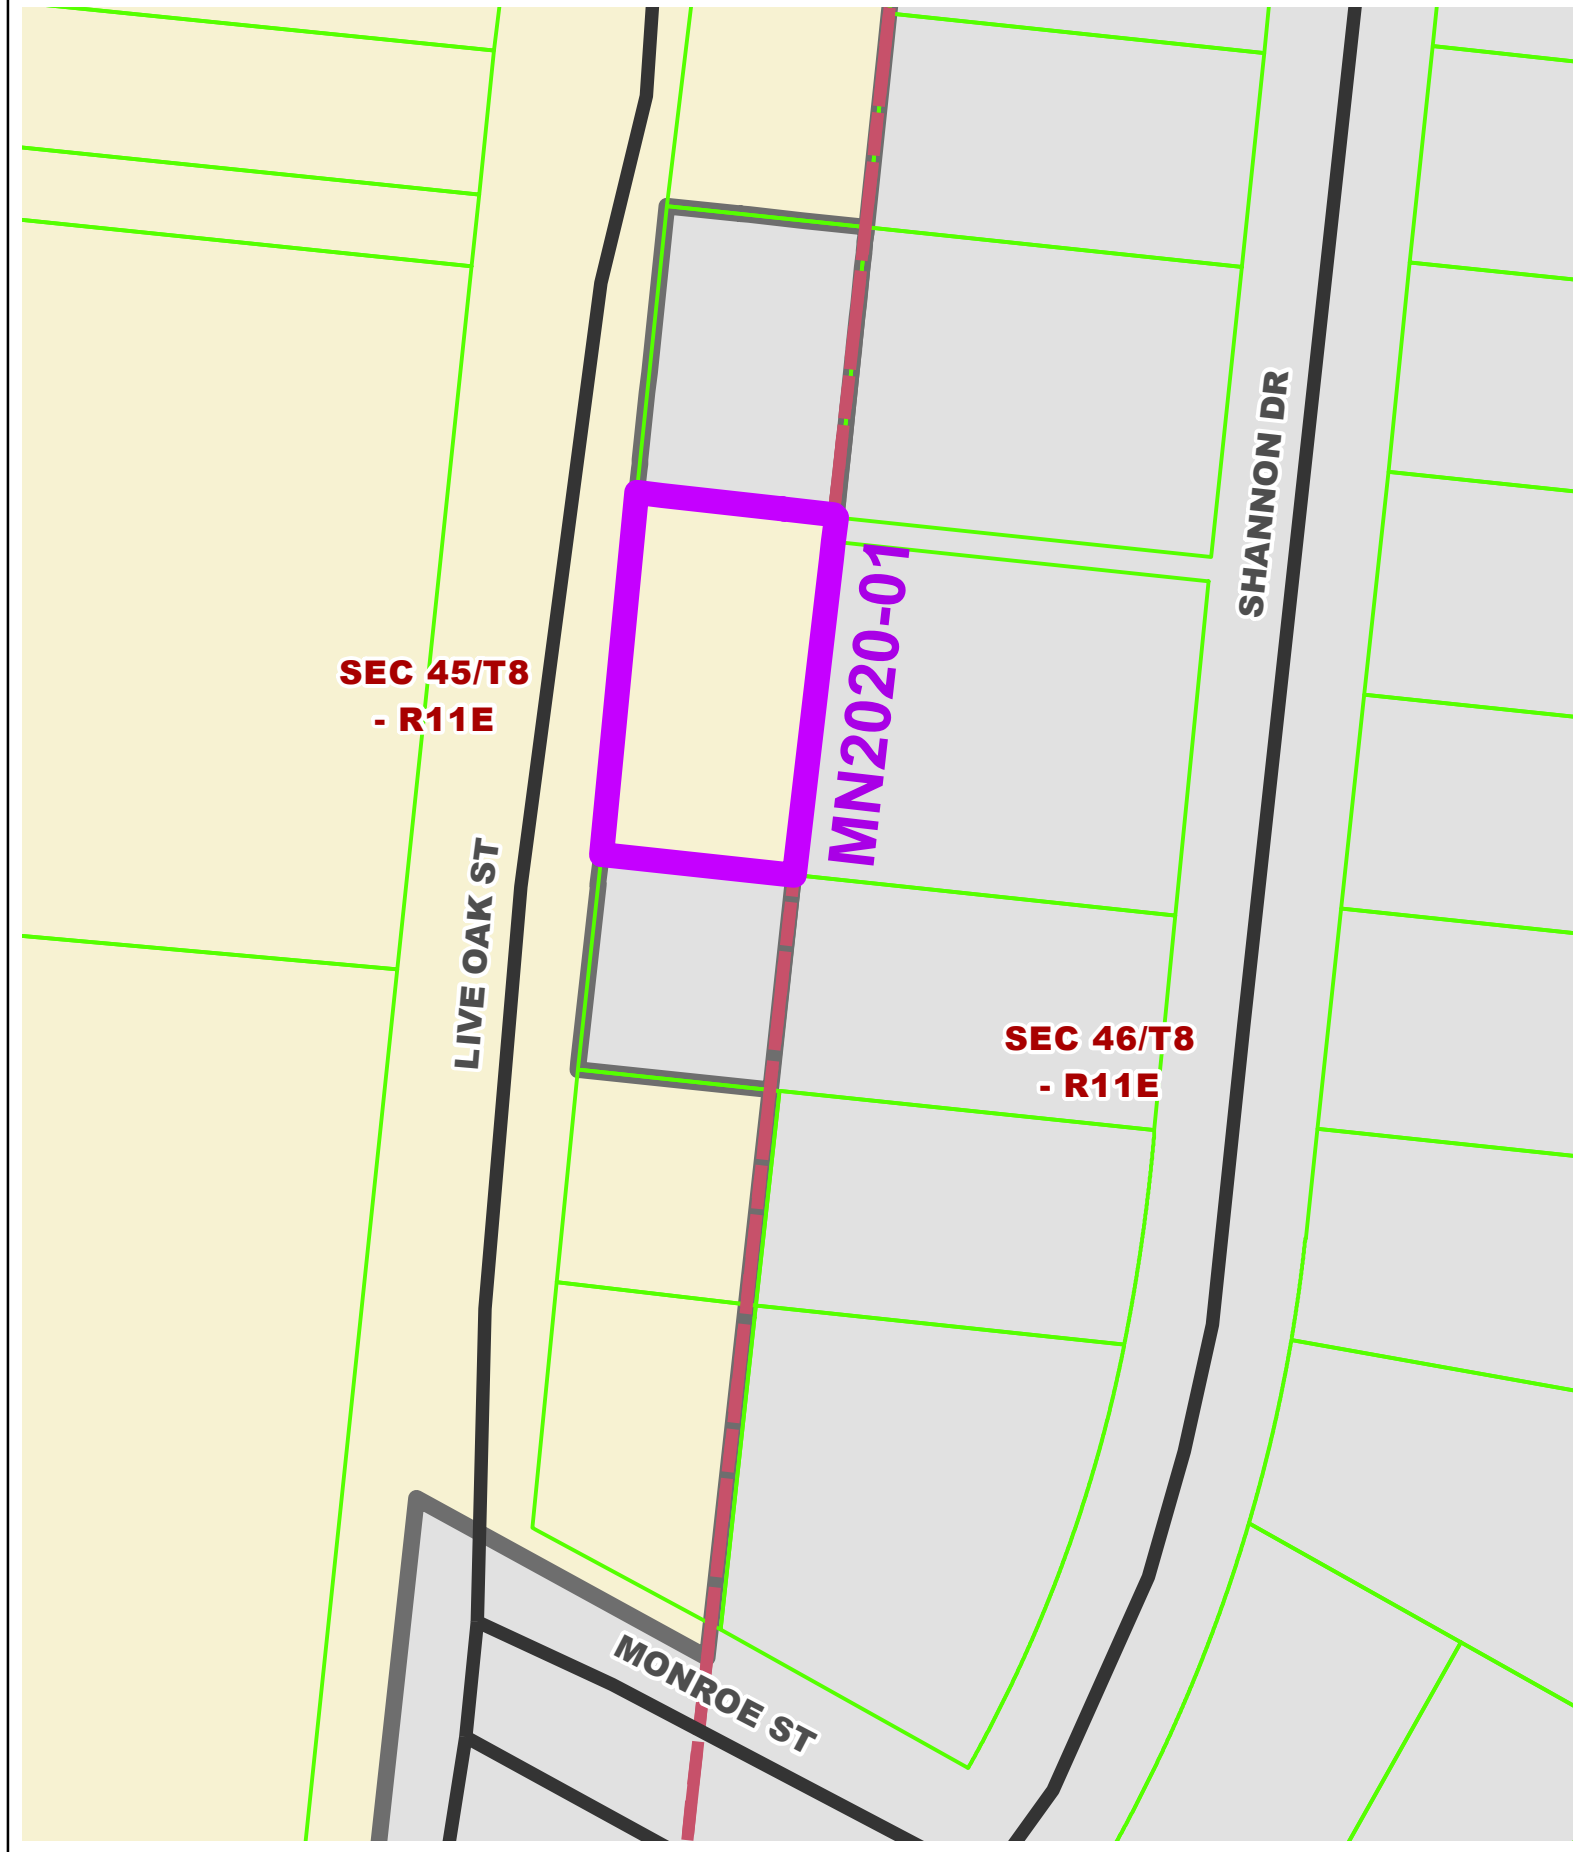 SHANNON DR
MN2020-01
SEC 45/T8
- R11E
LIVE OAK ST
SEC 46/T8
- R11E
MONROE ST